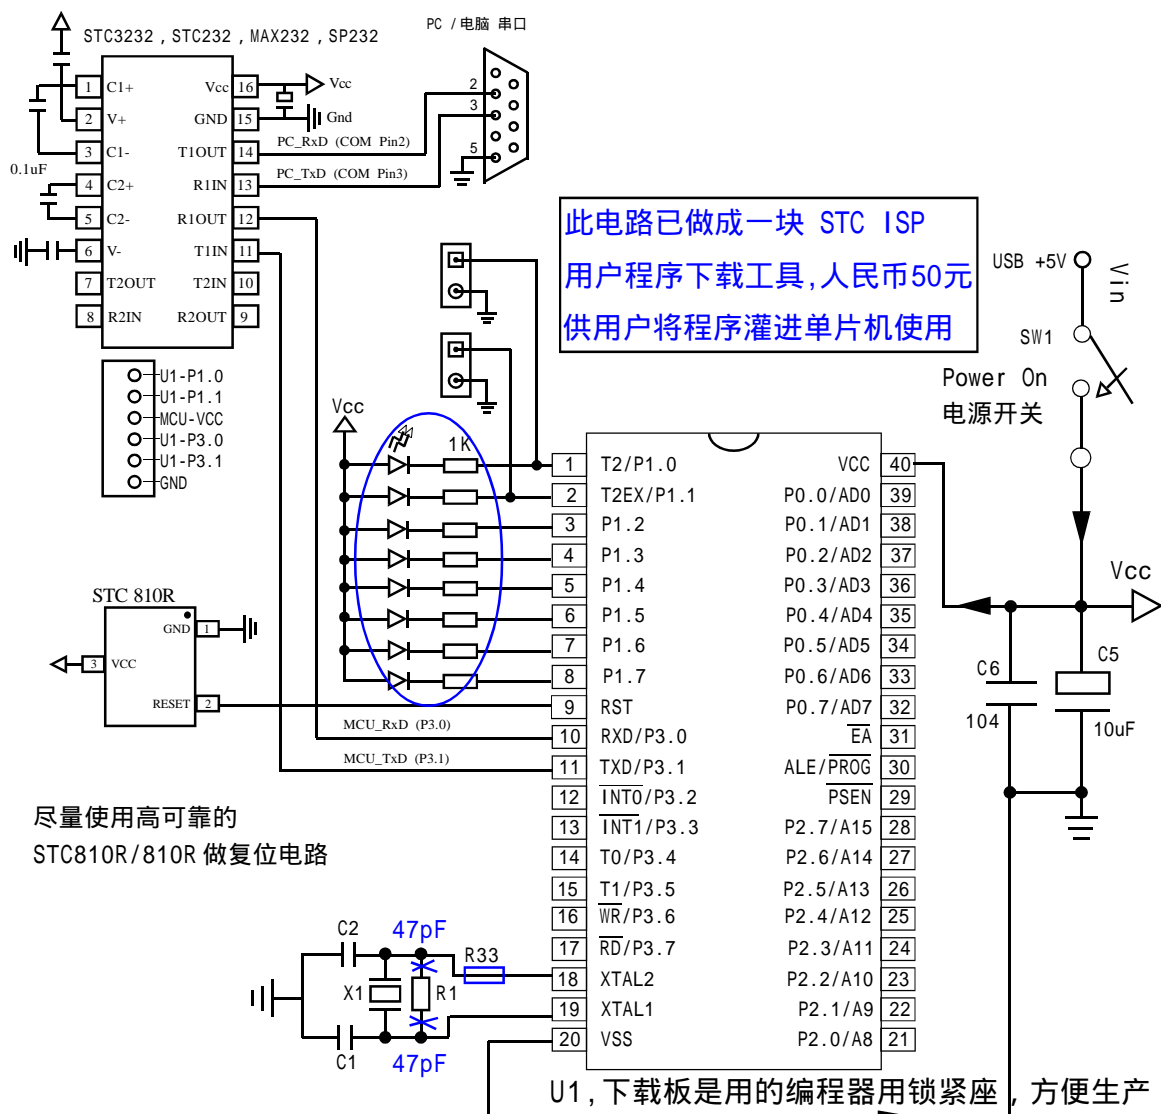 STC3232 , STC232 , MAX232 , SP232
PC /电脑 串口
1 C1+ Vcc 16 Vcc
2 V+ GND 15 Gnd
3 C1- T1OUT 14 PC_RxD (COM Pin2)
4 C2+ R1IN 13 PC_TxD (COM Pin3)
5 C2- R1OUT 12
6 V- T1IN 11
7 T2OUT T2IN 10
8 R2IN R2OUT 9
0.1uF
2
3
5
此电路已做成一块 STC ISP
用户程序下载工具,人民币50元
供用户将程序灌进单片机使用
USB +5V
Vin
SW1
Power On
电源开关
U1-P1.0
U1-P1.1
MCU-VCC
U1-P3.0
U1-P3.1
GND
Vcc
1K
1 T2/P1.0 VCC 40
2 T2EX/P1.1 P0.0/AD0 39
3 P1.2 P0.1/AD1 38
4 P1.3 P0.2/AD2 37
5 P1.4 P0.3/AD3 36
6 P1.5 P0.4/AD4 35
7 P1.6 P0.5/AD5 34
8 P1.7 P0.6/AD6 33
9 RST P0.7/AD7 32
10 RXD/P3.0 EA 31
11 TXD/P3.1 ALE/PROG 30
12 INT0/P3.2 PSEN 29
13 INT1/P3.3 P2.7/A15 28
14 T0/P3.4 P2.6/A14 27
15 T1/P3.5 P2.5/A13 26
16 WR/P3.6 P2.4/A12 25
17 RD/P3.7 P2.3/A11 24
18 XTAL2 P2.2/A10 23
19 XTAL1 P2.1/A9 22
20 VSS P2.0/A8 21
Vcc
C6
104
C5
10uF
STC 810R
GND 1
3 VCC
RESET 2
MCU_RxD (P3.0)
MCU_TxD (P3.1)
尽量使用高可靠的
STC810R/810R 做复位电路
C2
47pF
R33
X1
R1
C1
47pF
U1,下载板是用的编程器用锁紧座,方便生产